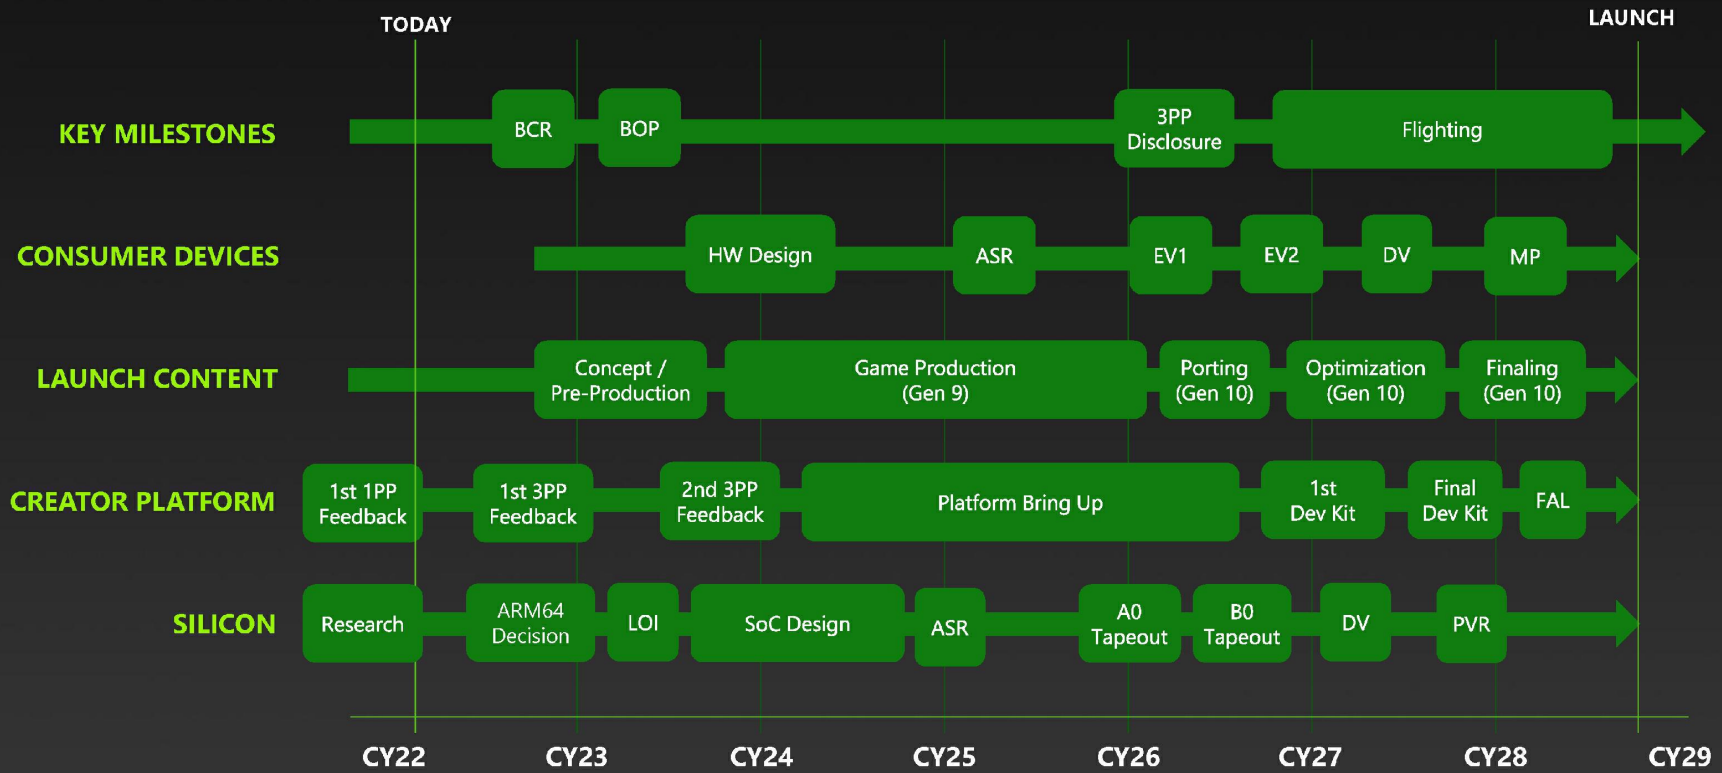 TODAY
LAUNCH
KEY MILESTONES
BCR
BOP
3PP
Disclosure
Flighting
CONSUMER DEVICES
HW Design
ASR
EV1
EV2
DV
MP
LAUNCH CONTENT
Concept /
Pre-Production
Game Production
(Gen 9)
Porting
(Gen 10)
Optimization
(Gen 10)
Finaling
(Gen 10)
CREATOR PLATFORM
1st 1PP
Feedback
1st 3PP
Feedback
2nd 3PP
Feedback
Platform Bring Up
1st
Dev Kit
Final
Dev Kit
FAL
SILICON
Research
ARM64
Decision
LOI
SoC Design
ASR
A0
Tapeout
B0
Tapeout
DV
PVR
CY22
CY23
CY24
CY25
CY26
CY27
CY28
CY29